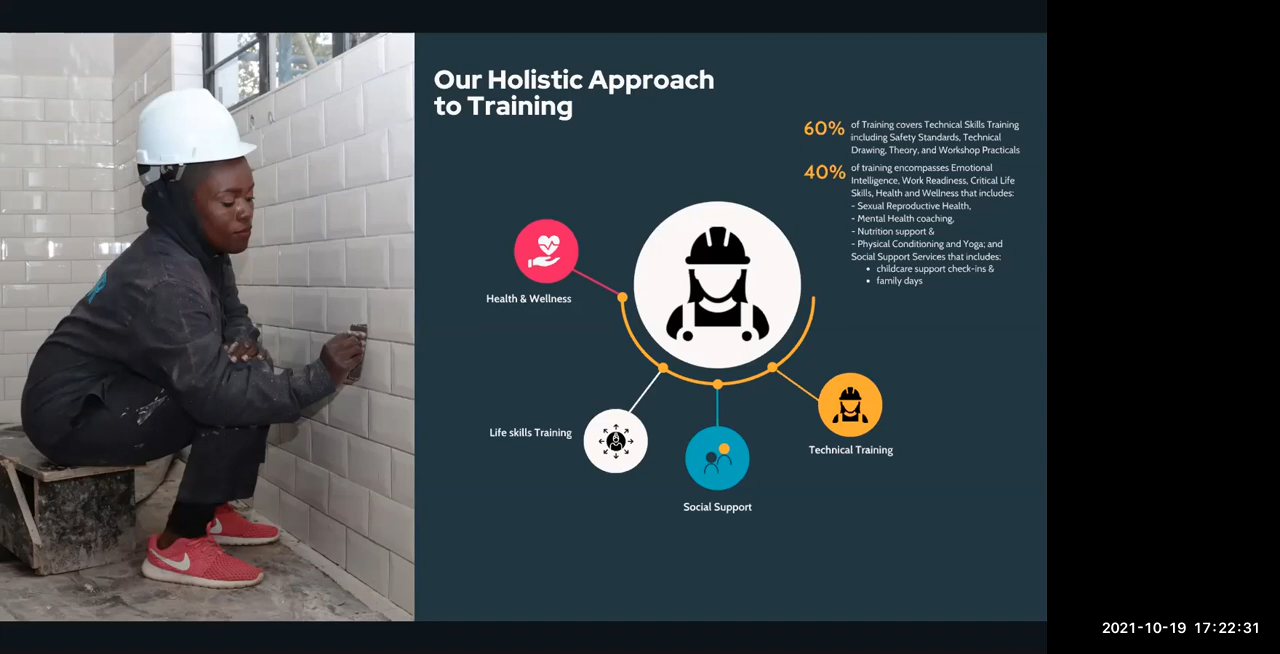 Our Holistic Approach
to Training
60% of Training covers Technical Skills Training
including Safety Standards, Technical
Drawing, Theory, and Workshop Practicals
40% of training encompasses Emotional
Intelligence, Work Readiness, Critical Life
Skills, Health and Wellness that includes:
- Sexual Reproductive Health,
- Mental Health coaching,
- Nutrition support &
- Physical Conditioning and Yoga; and
Social Support Services that includes:
• childcare support check-ins &
• family days
Health & Wellness
Life skills Training
Social Support
Technical Training
2021-10-19 17:22:31